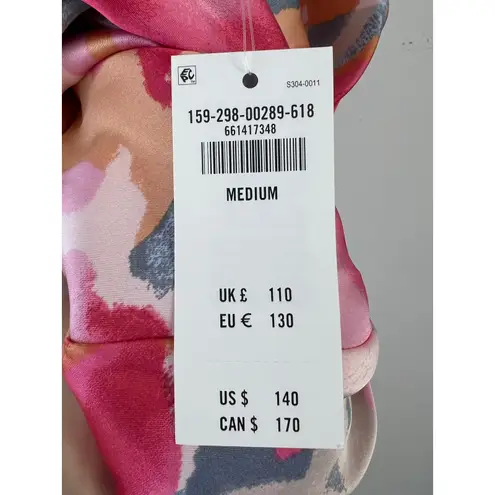 S304-0011
159-298-00289-618
661417348
MEDIUM
UK £ 110
EU € 130
US $ 140
CAN $ 170